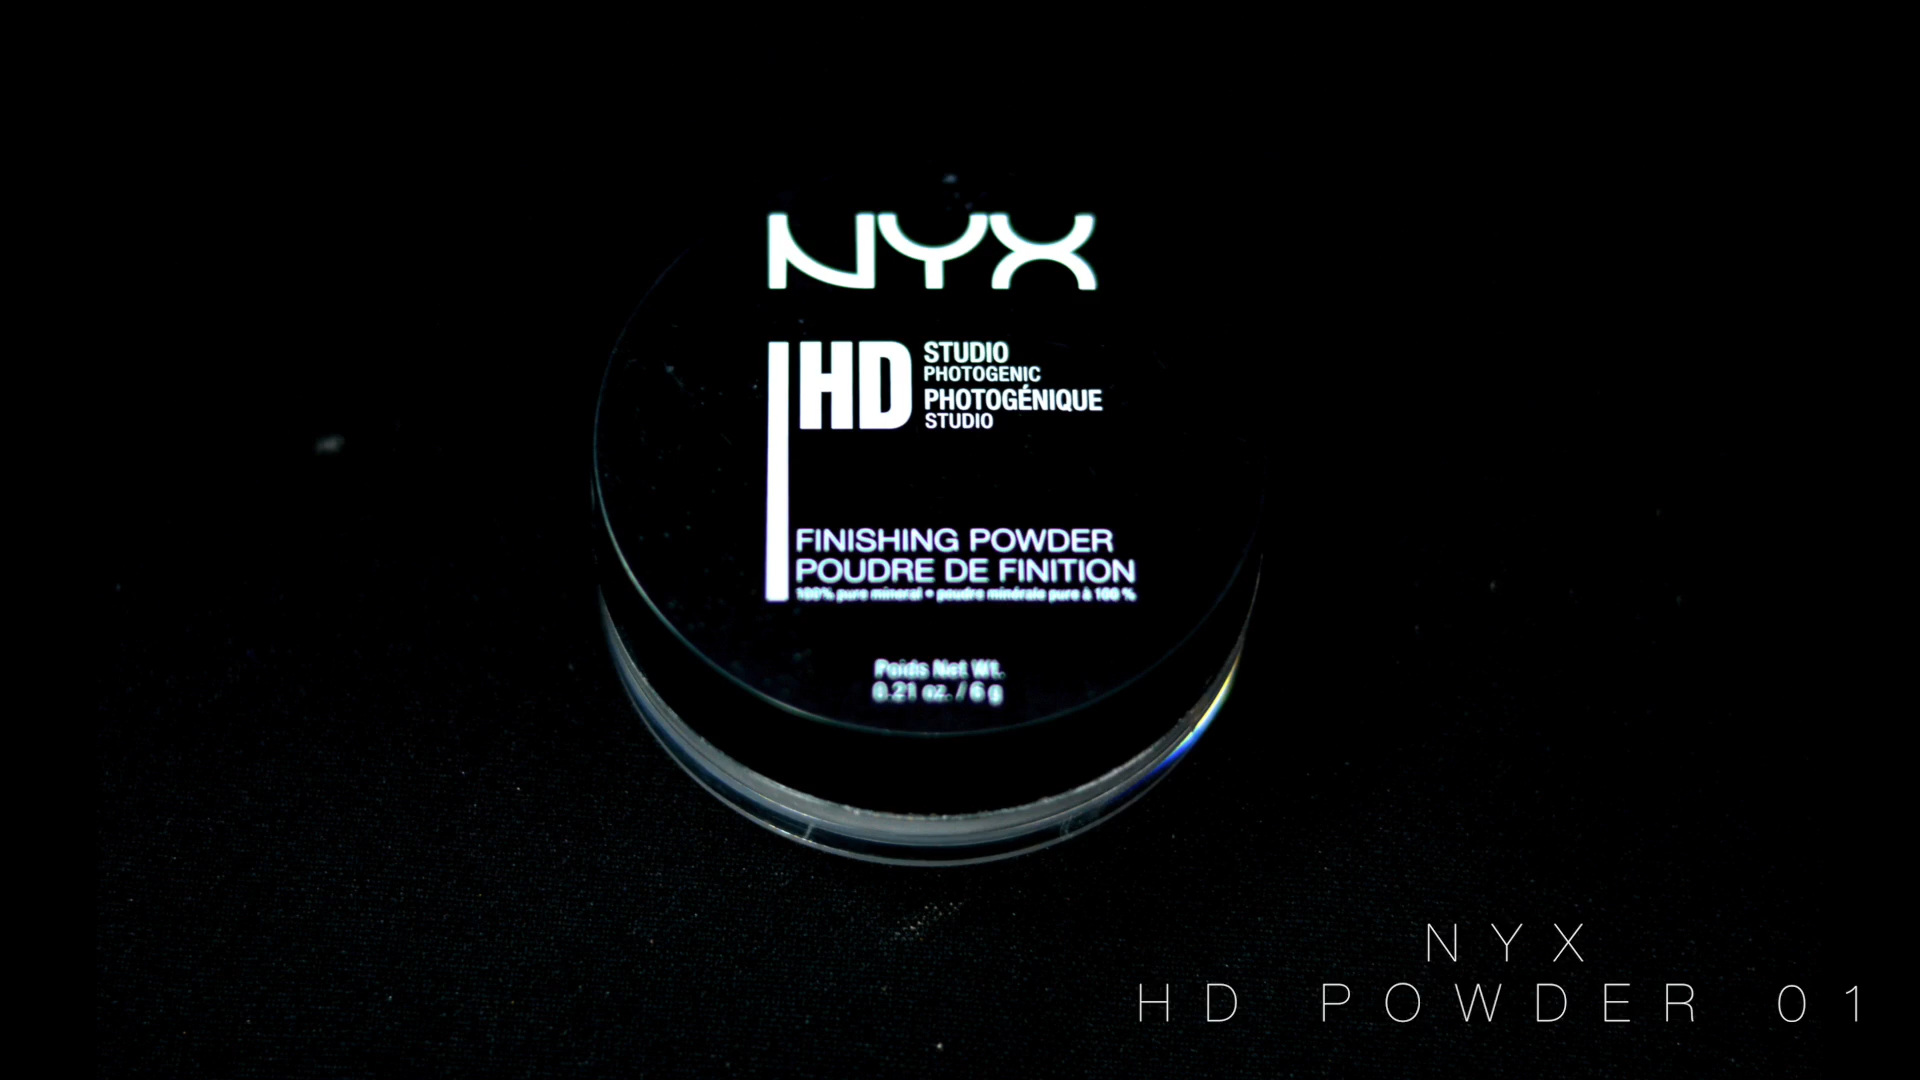 NYX
HD
STUDIO
PHOTOGENIC
PHOTOGÉNIQUE
STUDIO
FINISHING POWDER
POUDRE DE FINITION
100% pure mineral • poudre minérale pure à 100 %
Poids Net Wt.
0.21 oz. / 6 g
NYX
HD POWDER 01